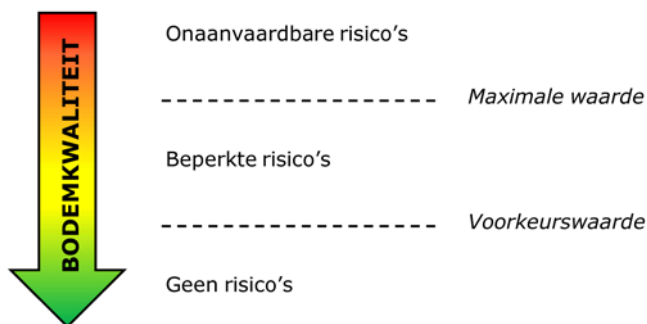 BODEMKWALITEIT
Onaanvaardbare risico's
Maximale waarde
Beperkte risico's
Voorkeurswaarde
Geen risico's